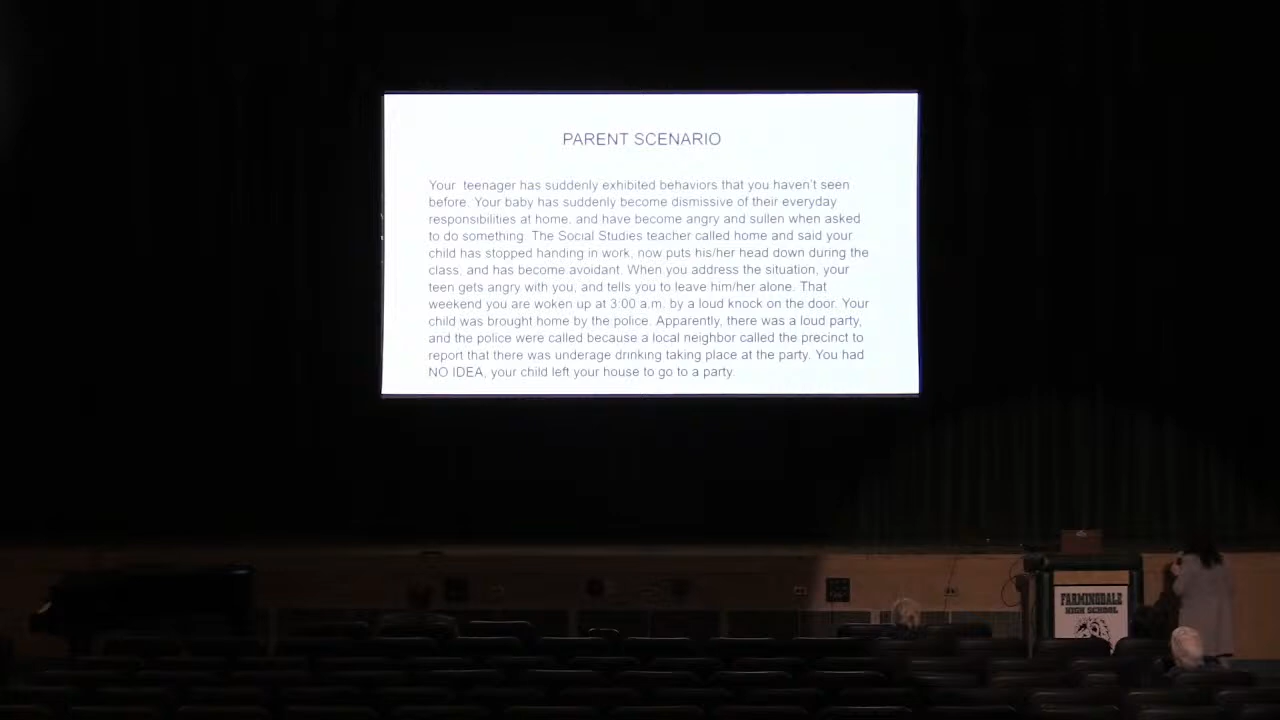 PARENT SCENARIO
Your teenager has suddenly exhibited behaviors that you haven't seen
before. Your baby has suddenly become dismissive of their everyday
responsibilities at home, and have become angry and sullen when asked
to do something. The Social Studies teacher called home and said your
child has stopped handing in work, now puts his/her head down during the
class, and has become avoidant. When you address the situation, your
teen gets angry with you, and tells you to leave him/her alone. That
weekend you are woken up at 3:00 a.m. by a loud knock on the door. Your
child was brought home by the police. Apparently, there was a loud party,
and the police were called because a local neighbor called the precinct to
report that there was underage drinking taking place at the party. You had
NO IDEA, your child left your house to go to a party.
FARMINGDALE
HIGH SCHOOL